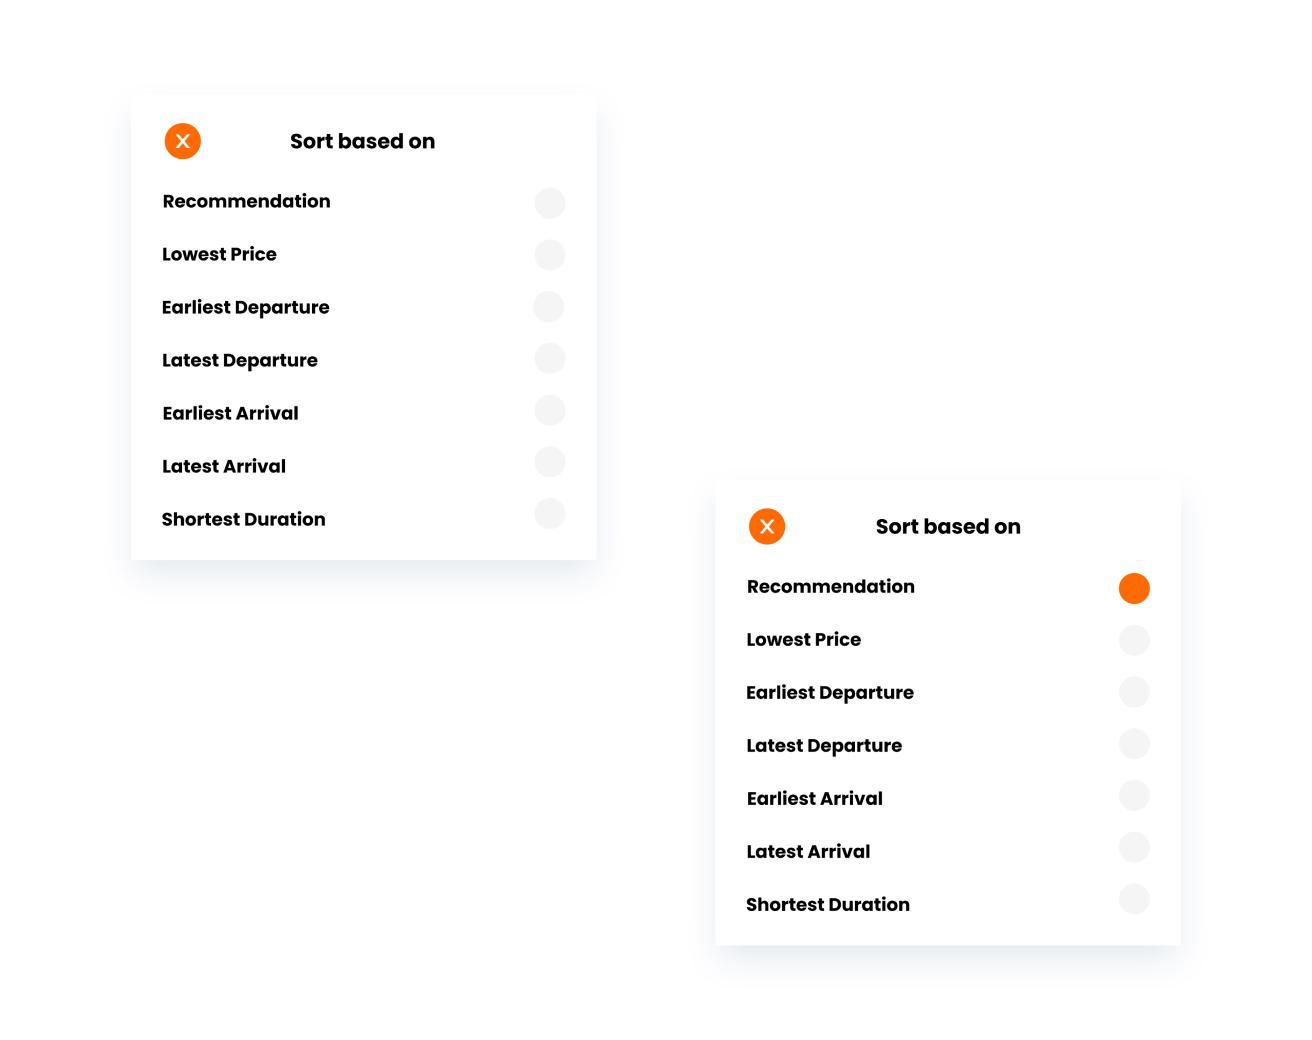 X
Sort based on
Recommendation
Lowest Price
Earliest Departure
Latest Departure
Earliest Arrival
Latest Arrival
Shortest Duration
X
Sort based on
Recommendation
Lowest Price
Earliest Departure
Latest Departure
Earliest Arrival
Latest Arrival
Shortest Duration